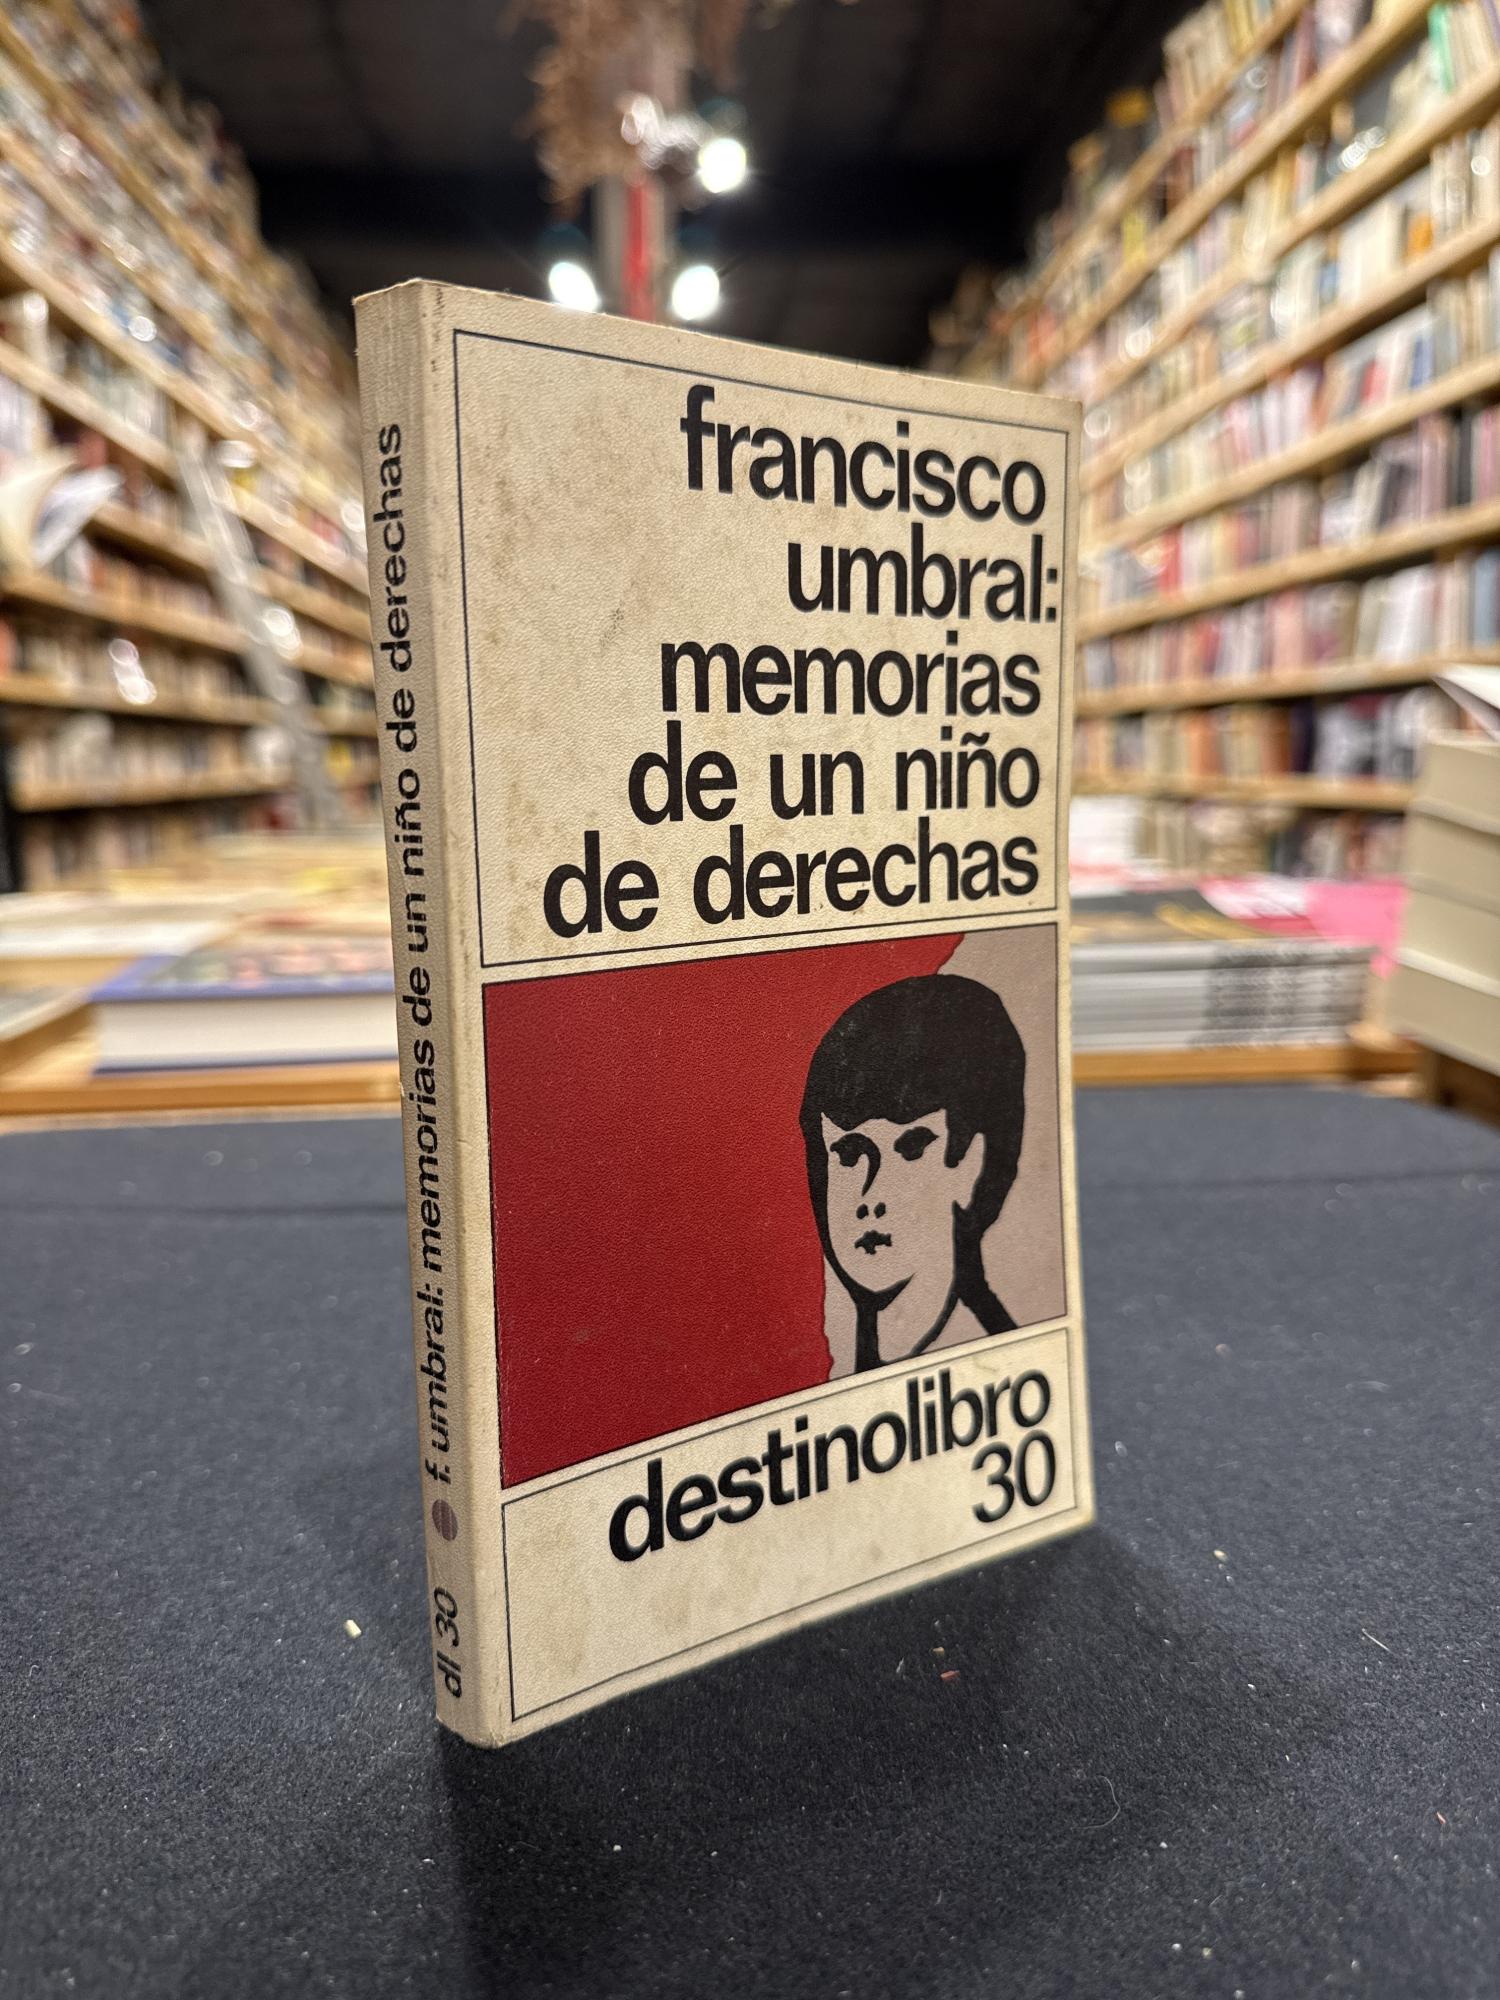 francisco
umbral:
memorias
de un niño
de derechas
destinolibro
30
dl 30 f. umbral: memorias de un niño de derechas